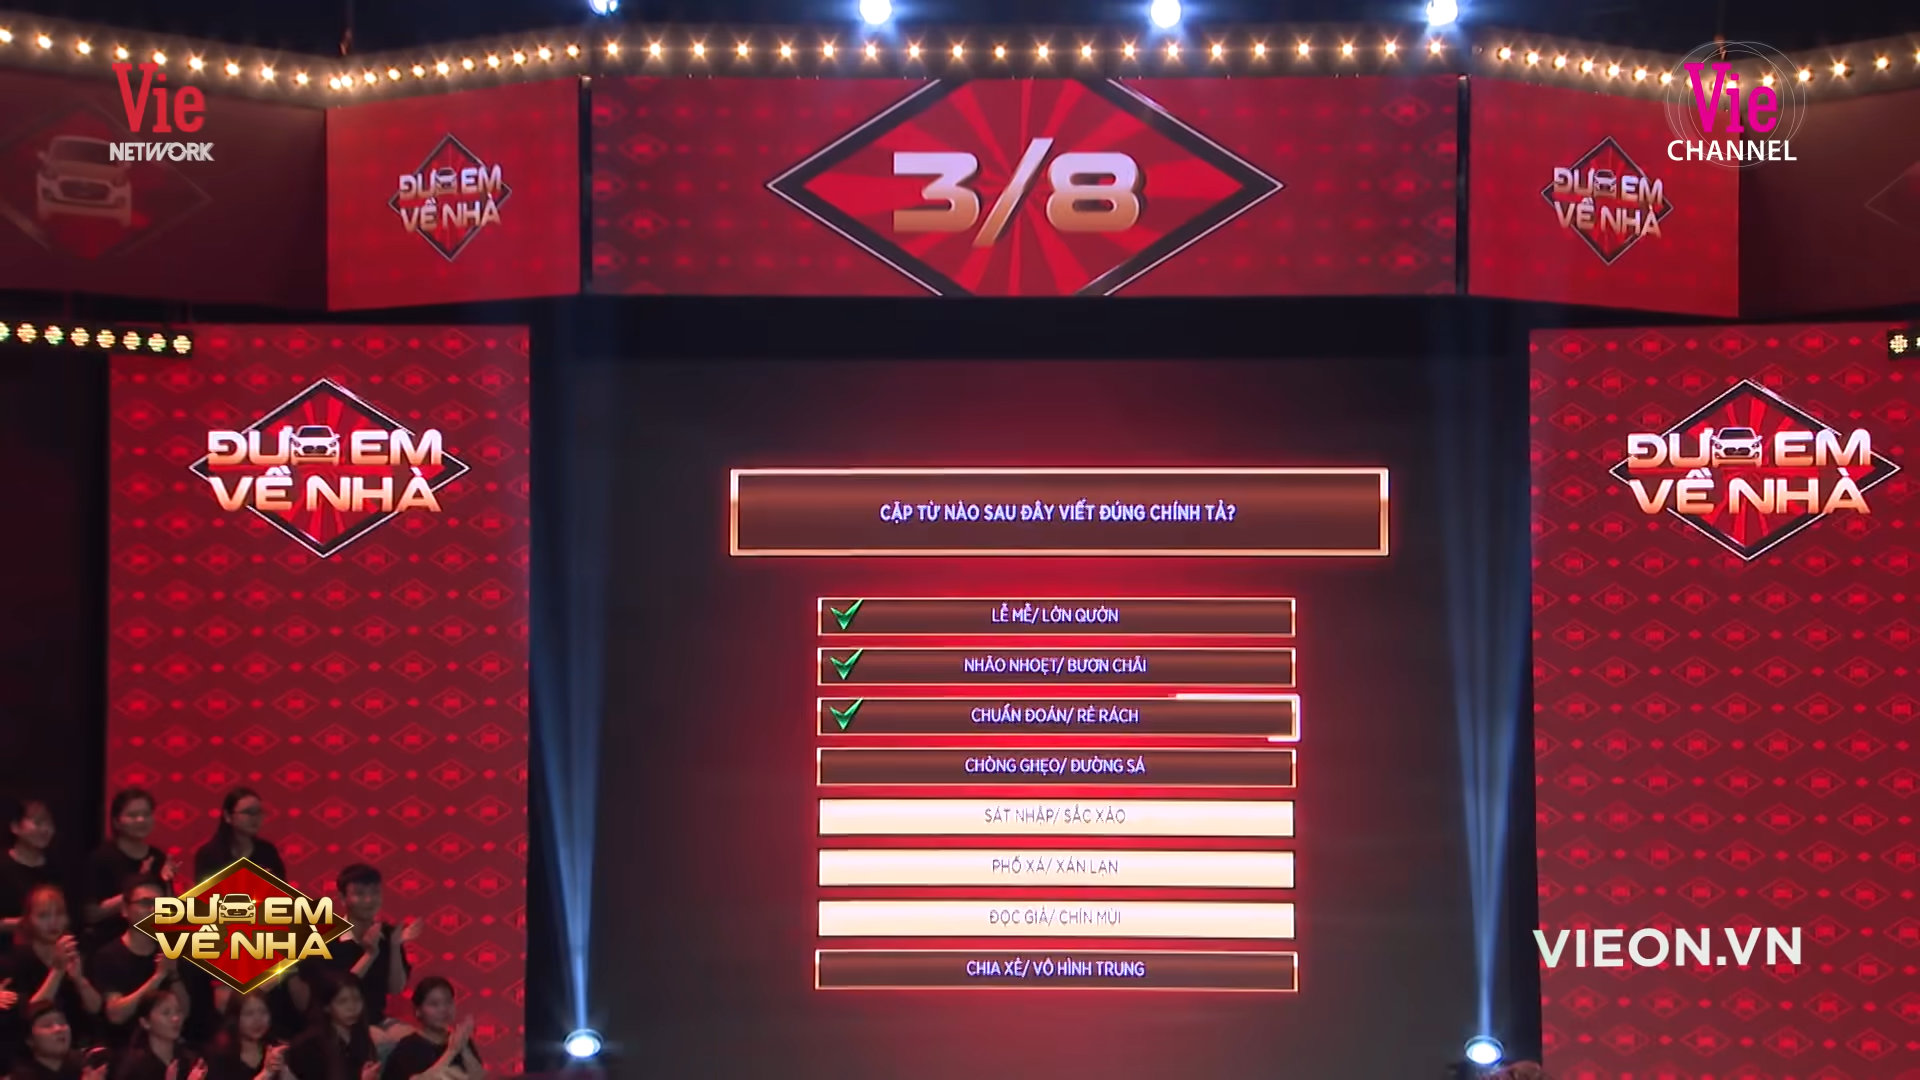 Vie
NETWORK
Vie
CHANNEL
3/8
ĐƯA EM
VỀ NHÀ
ĐƯA EM
VỀ NHÀ
ĐƯA EM
VỀ NHÀ
ĐƯA EM
VỀ NHÀ
CẶP TỪ NÀO SAU ĐÂY VIẾT ĐÚNG CHÍNH TẢ?
LỄ MỄ/ LỞN QUỞN
NHÃO NHOẸT/ BƯƠN CHẢI
CHUẨN ĐOÁN/ RẺ RÁCH
CHÒNG GHẸO/ ĐƯỜNG SÁ
SÁT NHẬP/ SẮC XẢO
PHỐ XÁ/ XÁN LẠN
ĐỌC GIẢ/ CHÍN MÙI
CHIA XẺ/ VÔ HÌNH TRUNG
ĐƯA EM
VỀ NHÀ
VIEON.VN